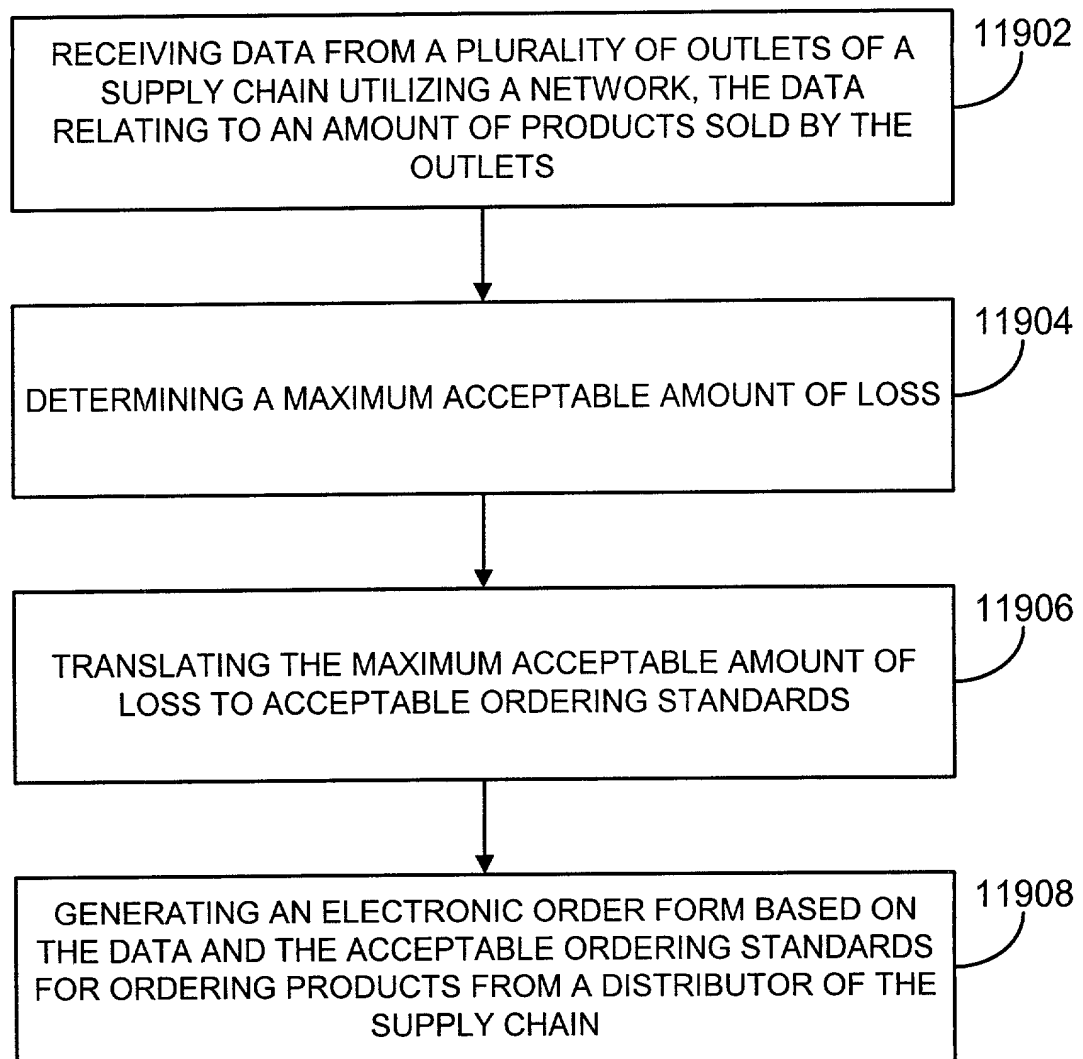 RECEIVING DATA FROM A PLURALITY OF OUTLETS OF A
SUPPLY CHAIN UTILIZING A NETWORK, THE DATA
RELATING TO AN AMOUNT OF PRODUCTS SOLD BY THE
OUTLETS
11902
DETERMINING A MAXIMUM ACCEPTABLE AMOUNT OF LOSS
11904
TRANSLATING THE MAXIMUM ACCEPTABLE AMOUNT OF
LOSS TO ACCEPTABLE ORDERING STANDARDS
11906
GENERATING AN ELECTRONIC ORDER FORM BASED ON
THE DATA AND THE ACCEPTABLE ORDERING STANDARDS
FOR ORDERING PRODUCTS FROM A DISTRIBUTOR OF THE
SUPPLY CHAIN
11908